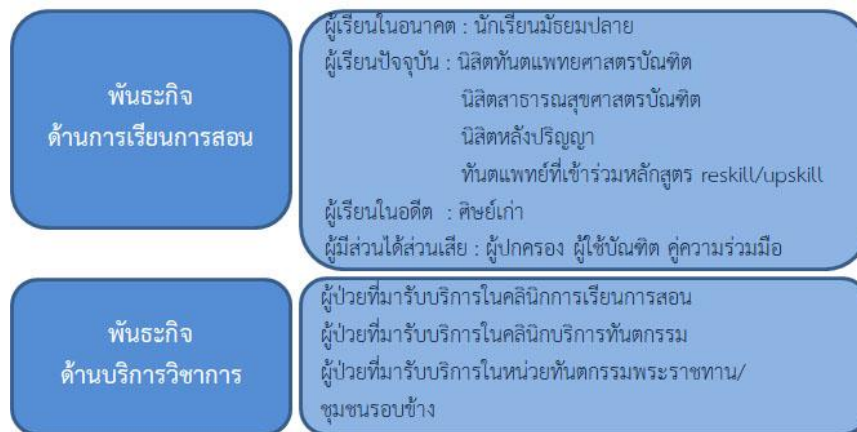 พันธะกิจ
ด้านการเรียนการสอน
ผู้เรียนในอนาคต : นักเรียนมัธยมปลาย
ผู้เรียนปัจจุบัน : นิสิตทันตแพทยศาสตรบัณฑิต
นิสิตสาธารณสุขศาสตรบัณฑิต
นิสิตหลังปริญญา
ทันตแพทย์ที่เข้าร่วมหลักสูตร reskill/upskill
ผู้เรียนในอดีต : ศิษย์เก่า
ผู้มีส่วนได้ส่วนเสีย : ผู้ปกครอง ผู้ใช้บัณฑิต คู่ความร่วมมือ
พันธะกิจ
ด้านบริการวิชาการ
ผู้ป่วยที่มารับบริการในคลินิกการเรียนการสอน
ผู้ป่วยที่มารับบริการในคลินิกบริการทันตกรรม
ผู้ป่วยที่มารับบริการในหน่วยทันตกรรมพระราชทาน/
ชุมชนรอบข้าง